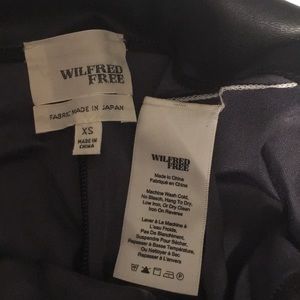 WILFRED
FREE
FABRIC MADE IN JAPAN
XS
MADE IN
CHINA
WILFRED
FREE
Made in China
Fabriqué en Chine
Machine Wash Cold,
No Bleach, Hang To Dry,
Low Iron, Or Dry Clean
Iron On Reverse
Laver À La Machine À
L'eau Froide,
Pas De Blanchiment,
Suspendre Pour Sécher,
Repasser À Basse Température,
Ou Nettoyer À Sec
Repasser À L'envers